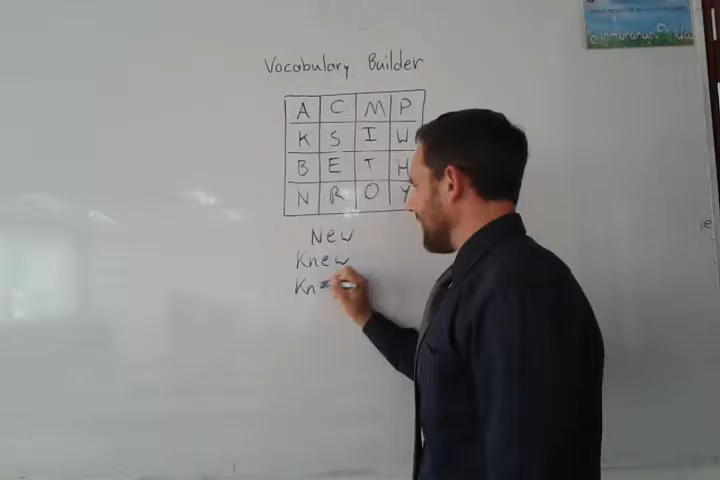 Vocabulary Builder
A C M P
K S I W
B E T H
N R O Y
New
Knew
Kn